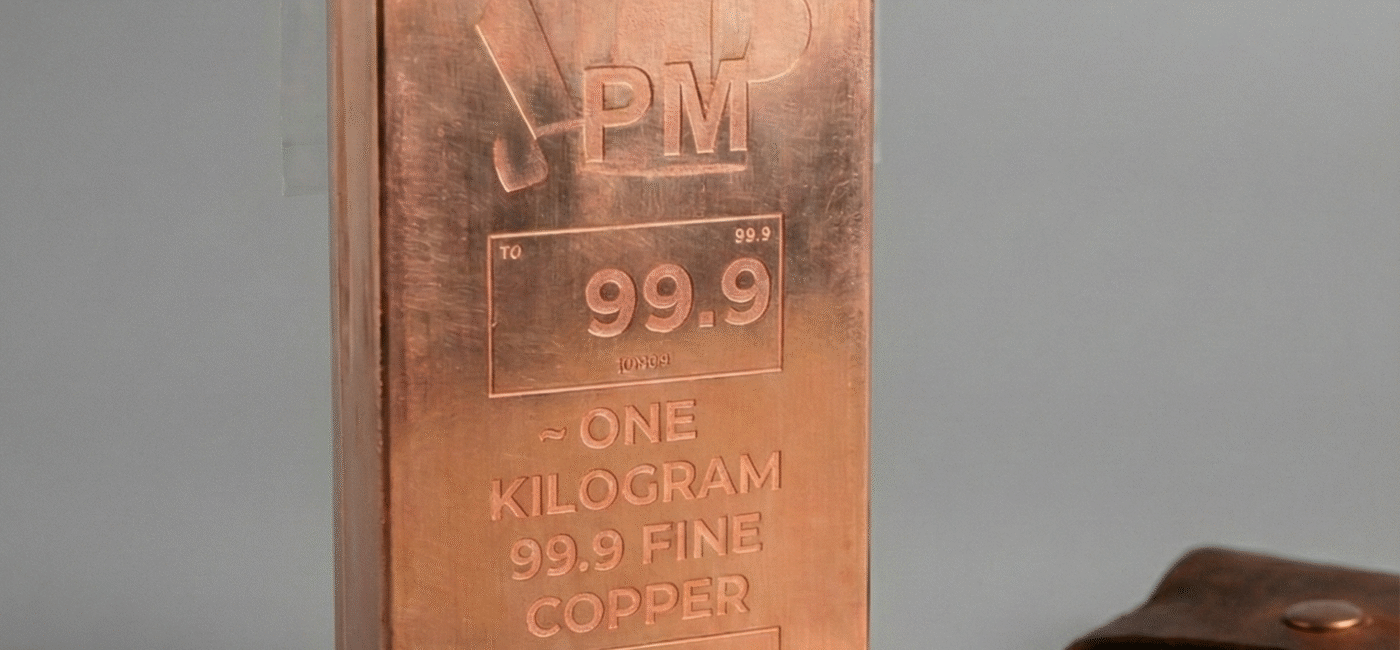 PM
TO 99.9
99.9
~ ONE
KILOGRAM
99.9 FINE
COPPER